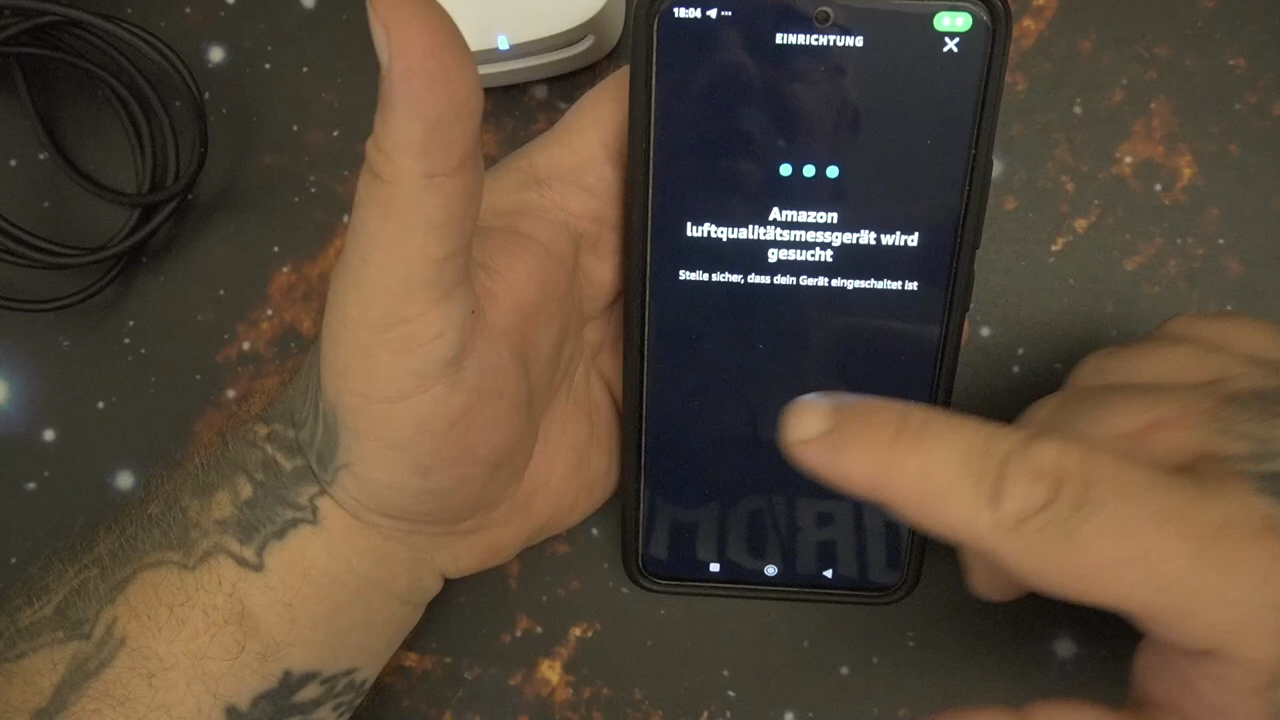 18:04
EINRICHTUNG
Amazon
luftqualitätsmessgerät wird
gesucht
Stelle sicher, dass dein Gerät eingeschaltet ist